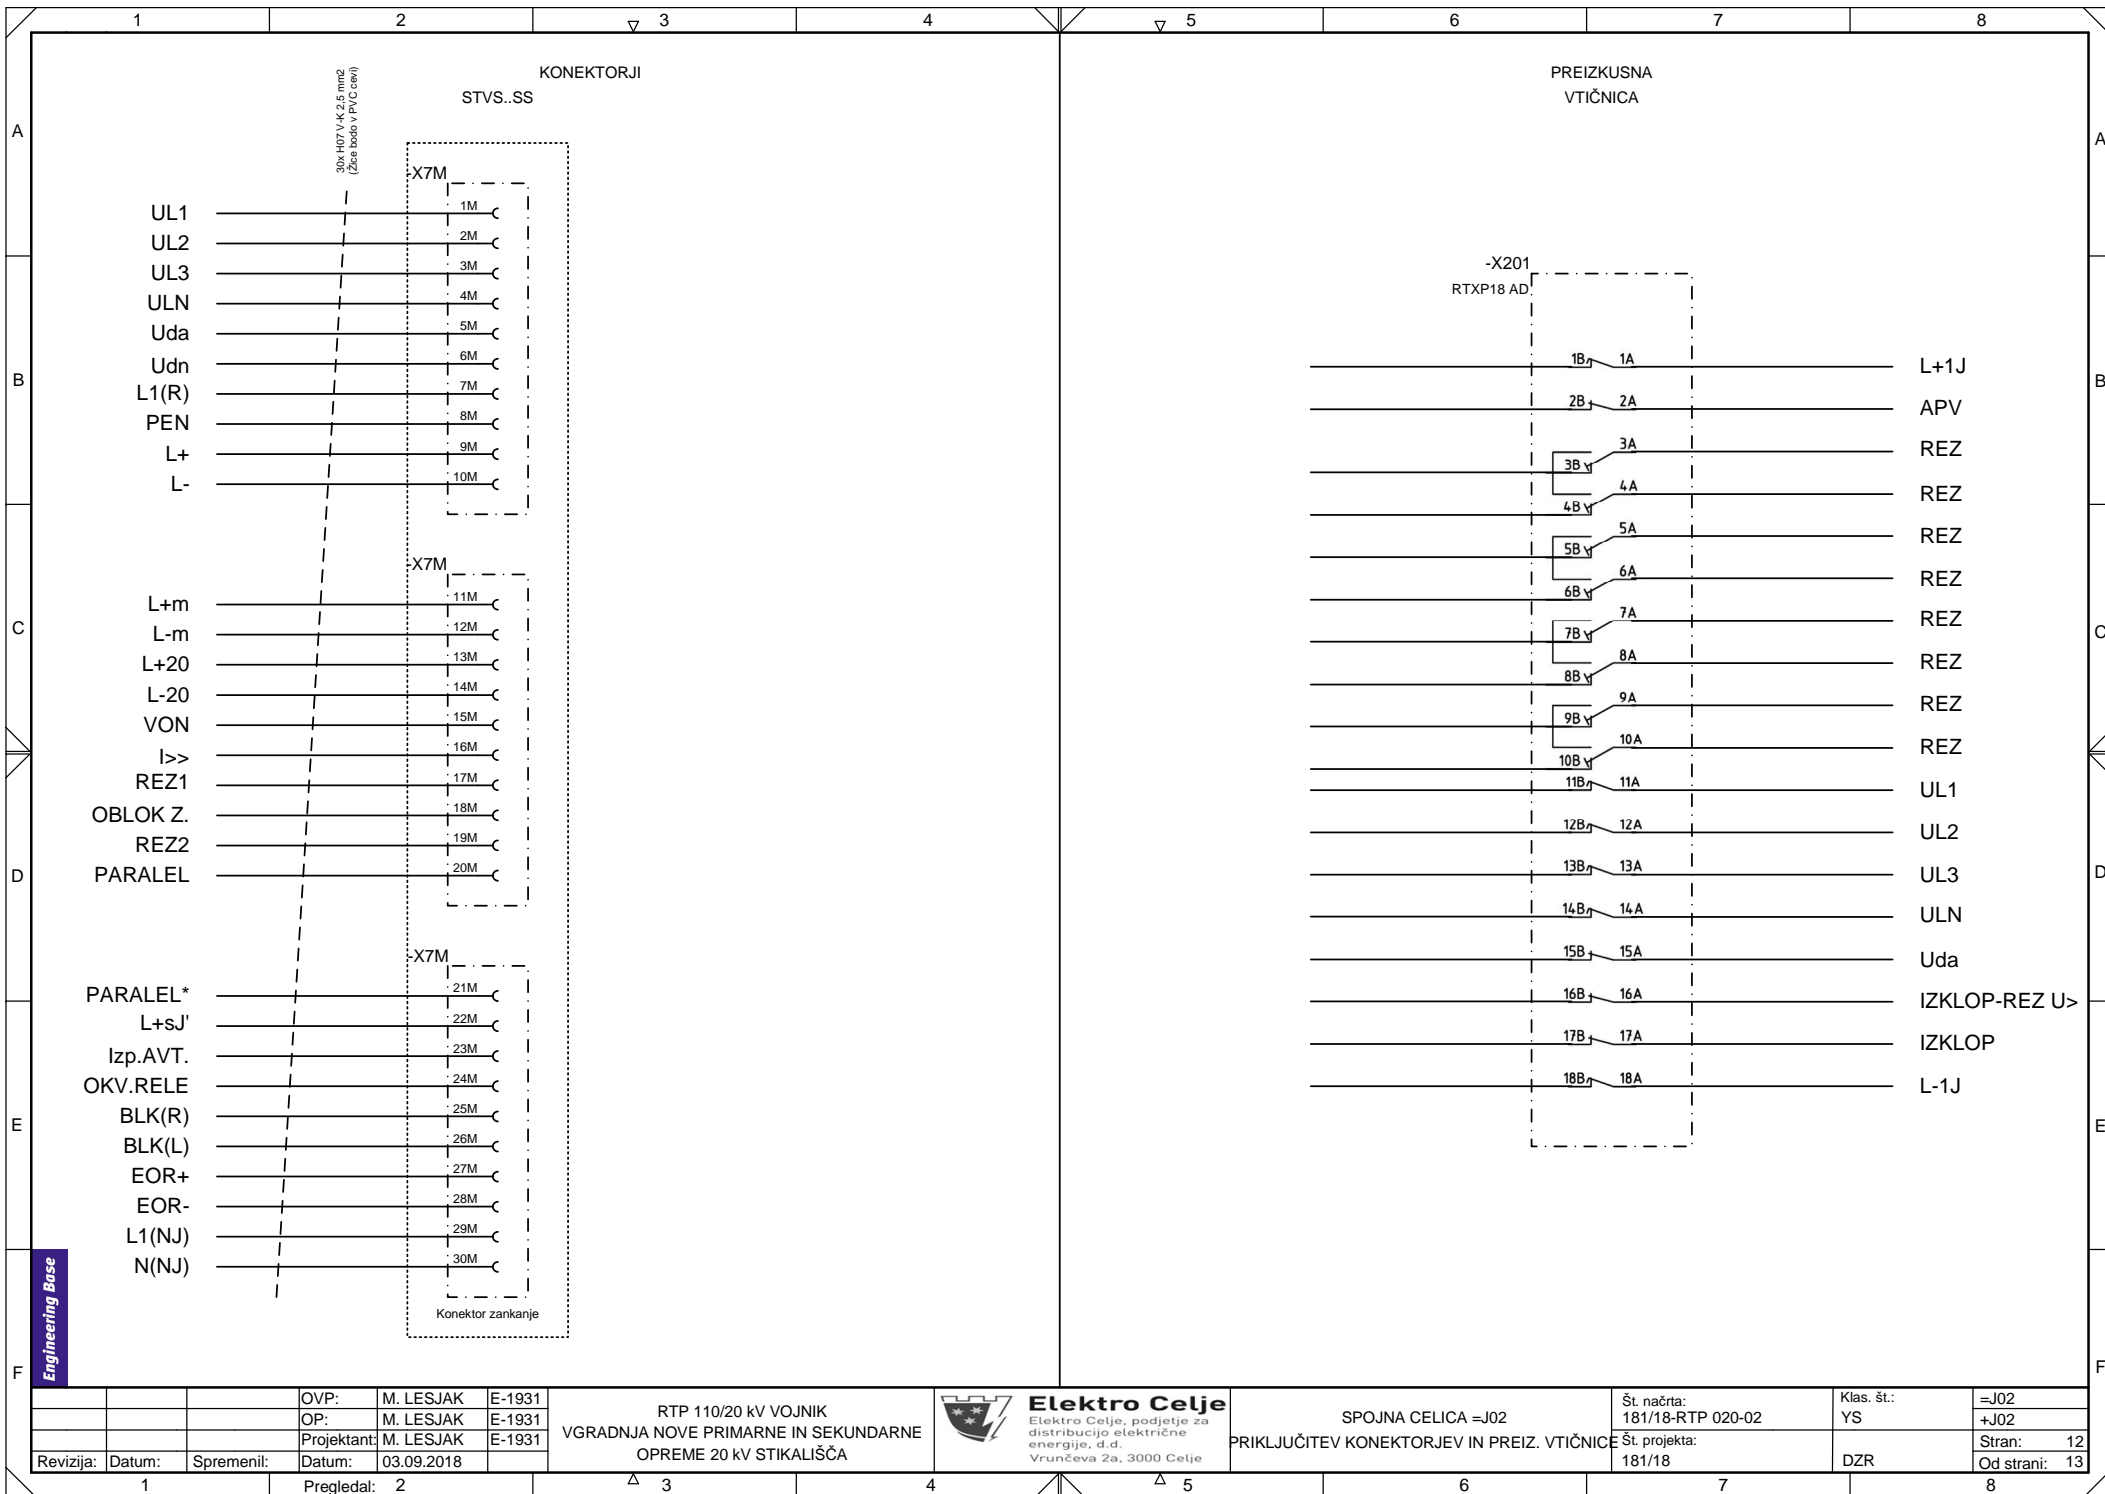 1 2 3 4 5 6 7 8
KONEKTORJI
STVS..SS
30x H07 V-K 2,5 mm2
(Žice bodo v PVC cevi)
PREIZKUSNA
VTIČNICA
A A
B B
C C
D D
E E
F F
-X7M
UL1 1M
UL2 2M
UL3 3M
ULN 4M
Uda 5M
Udn 6M
L1(R) 7M
PEN 8M
L+ 9M
L- 10M
-X7M
L+m 11M
L-m 12M
L+20 13M
L-20 14M
VON 15M
I>> 16M
REZ1 17M
OBLOK Z. 18M
REZ2 19M
PARALEL 20M
-X7M
PARALEL* 21M
L+sJ' 22M
Izp.AVT. 23M
OKV.RELE 24M
BLK(R) 25M
BLK(L) 26M
EOR+ 27M
EOR- 28M
L1(NJ) 29M
N(NJ) 30M
Konektor zankanje
-X201
RTXP18 AD
1B 1A L+1J
2B 2A APV
3B 3A REZ
4B 4A REZ
5B 5A REZ
6B 6A REZ
7B 7A REZ
8B 8A REZ
9B 9A REZ
10B 10A REZ
11B 11A UL1
12B 12A UL2
13B 13A UL3
14B 14A ULN
15B 15A Uda
16B 16A IZKLOP-REZ U>
17B 17A IZKLOP
18B 18A L-1J
Engineering Base
OVP: M. LESJAK E-1931
OP: M. LESJAK E-1931
Projektant: M. LESJAK E-1931
Revizija: Datum: Spremenil: Datum: 03.09.2018
Pregledal:
RTP 110/20 kV VOJNIK
VGRADNJA NOVE PRIMARNE IN SEKUNDARNE
OPREME 20 kV STIKALIŠČA
Elektro Celje
Elektro Celje, podjetje za
distribucijo električne
energije, d.d.
Vrunčeva 2a, 3000 Celje
SPOJNA CELICA =J02
PRIKLJUČITEV KONEKTORJEV IN PREIZ. VTIČNICE
Št. načrta:
181/18-RTP 020-02
Št. projekta:
181/18
Klas. št.:
YS
DZR
=J02
+J02
Stran: 12
Od strani: 13
1 2 3 4 5 6 7 8